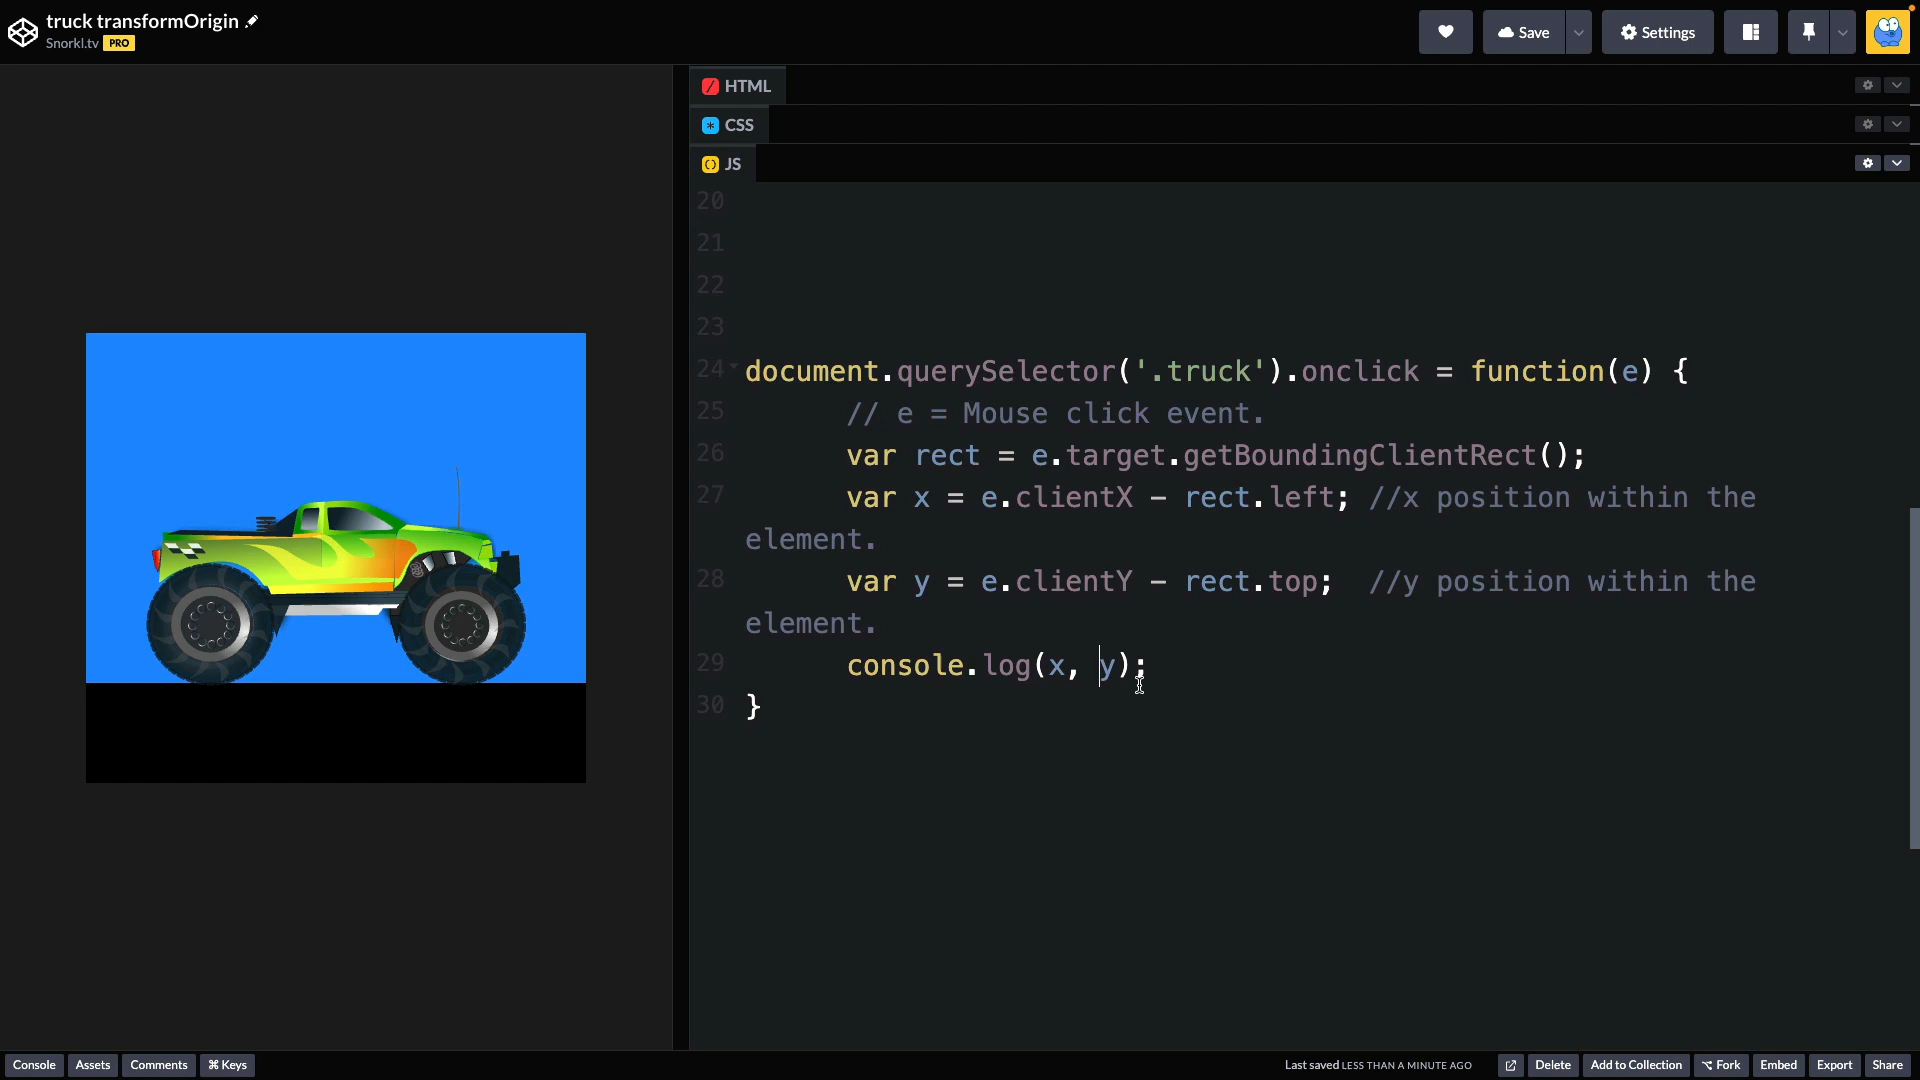 truck transformOrigin
Snorkl.tv PRO
Save
Settings
HTML
CSS
JS
20
21
22
23
24 document.querySelector('.truck').onclick = function(e) {
25 // e = Mouse click event.
26 var rect = e.target.getBoundingClientRect();
27 var x = e.clientX - rect.left; //x position within the
element.
28 var y = e.clientY - rect.top;  //y position within the
element.
29 console.log(x, y);
30 }
Console Assets Comments ⌘ Keys
Last saved LESS THAN A MINUTE AGO Delete Add to Collection Fork Embed Export Share